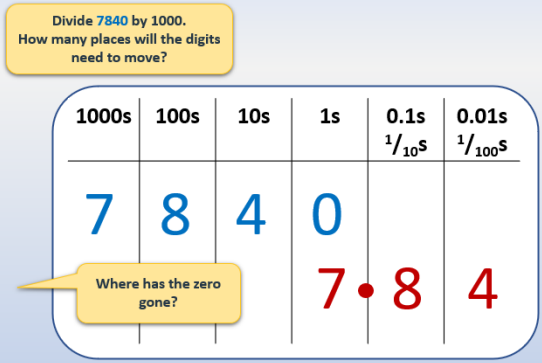 Divide 7840 by 1000.
How many places will the digits
need to move?
1000s 100s 10s 1s 0.1s 0.01s
1/10s 1/100s
7 8 4 0
7 • 8 4
Where has the zero
gone?